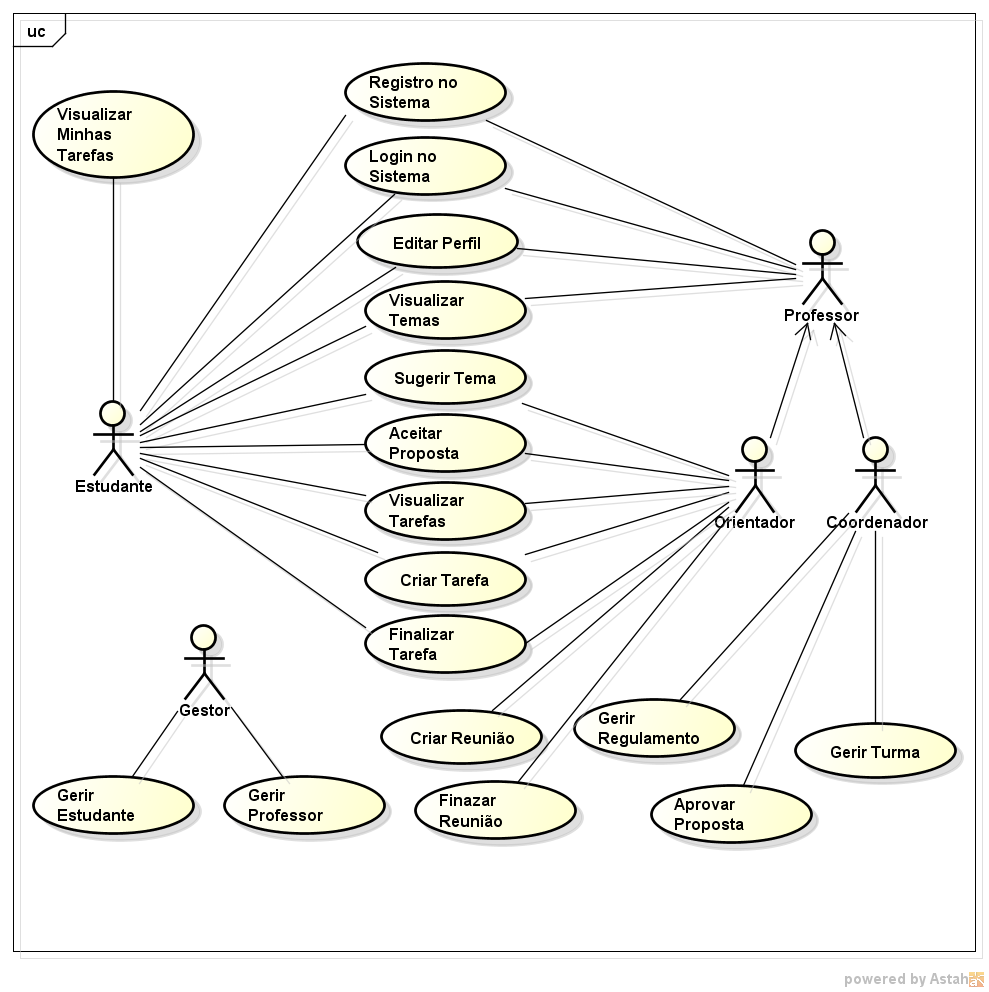 uc
Visualizar
Minhas
Tarefas
Registro no
Sistema
Login no
Sistema
Editar Perfil
Visualizar
Temas
Sugerir Tema
Aceitar
Proposta
Visualizar
Tarefas
Criar Tarefa
Finalizar
Tarefa
Professor
Estudante
Orientador
Coordenador
Gestor
Criar Reunião
Gerir
Regulamento
Gerir Turma
Gerir
Estudante
Gerir
Professor
Finazar
Reunião
Aprovar
Proposta
powered by Astah